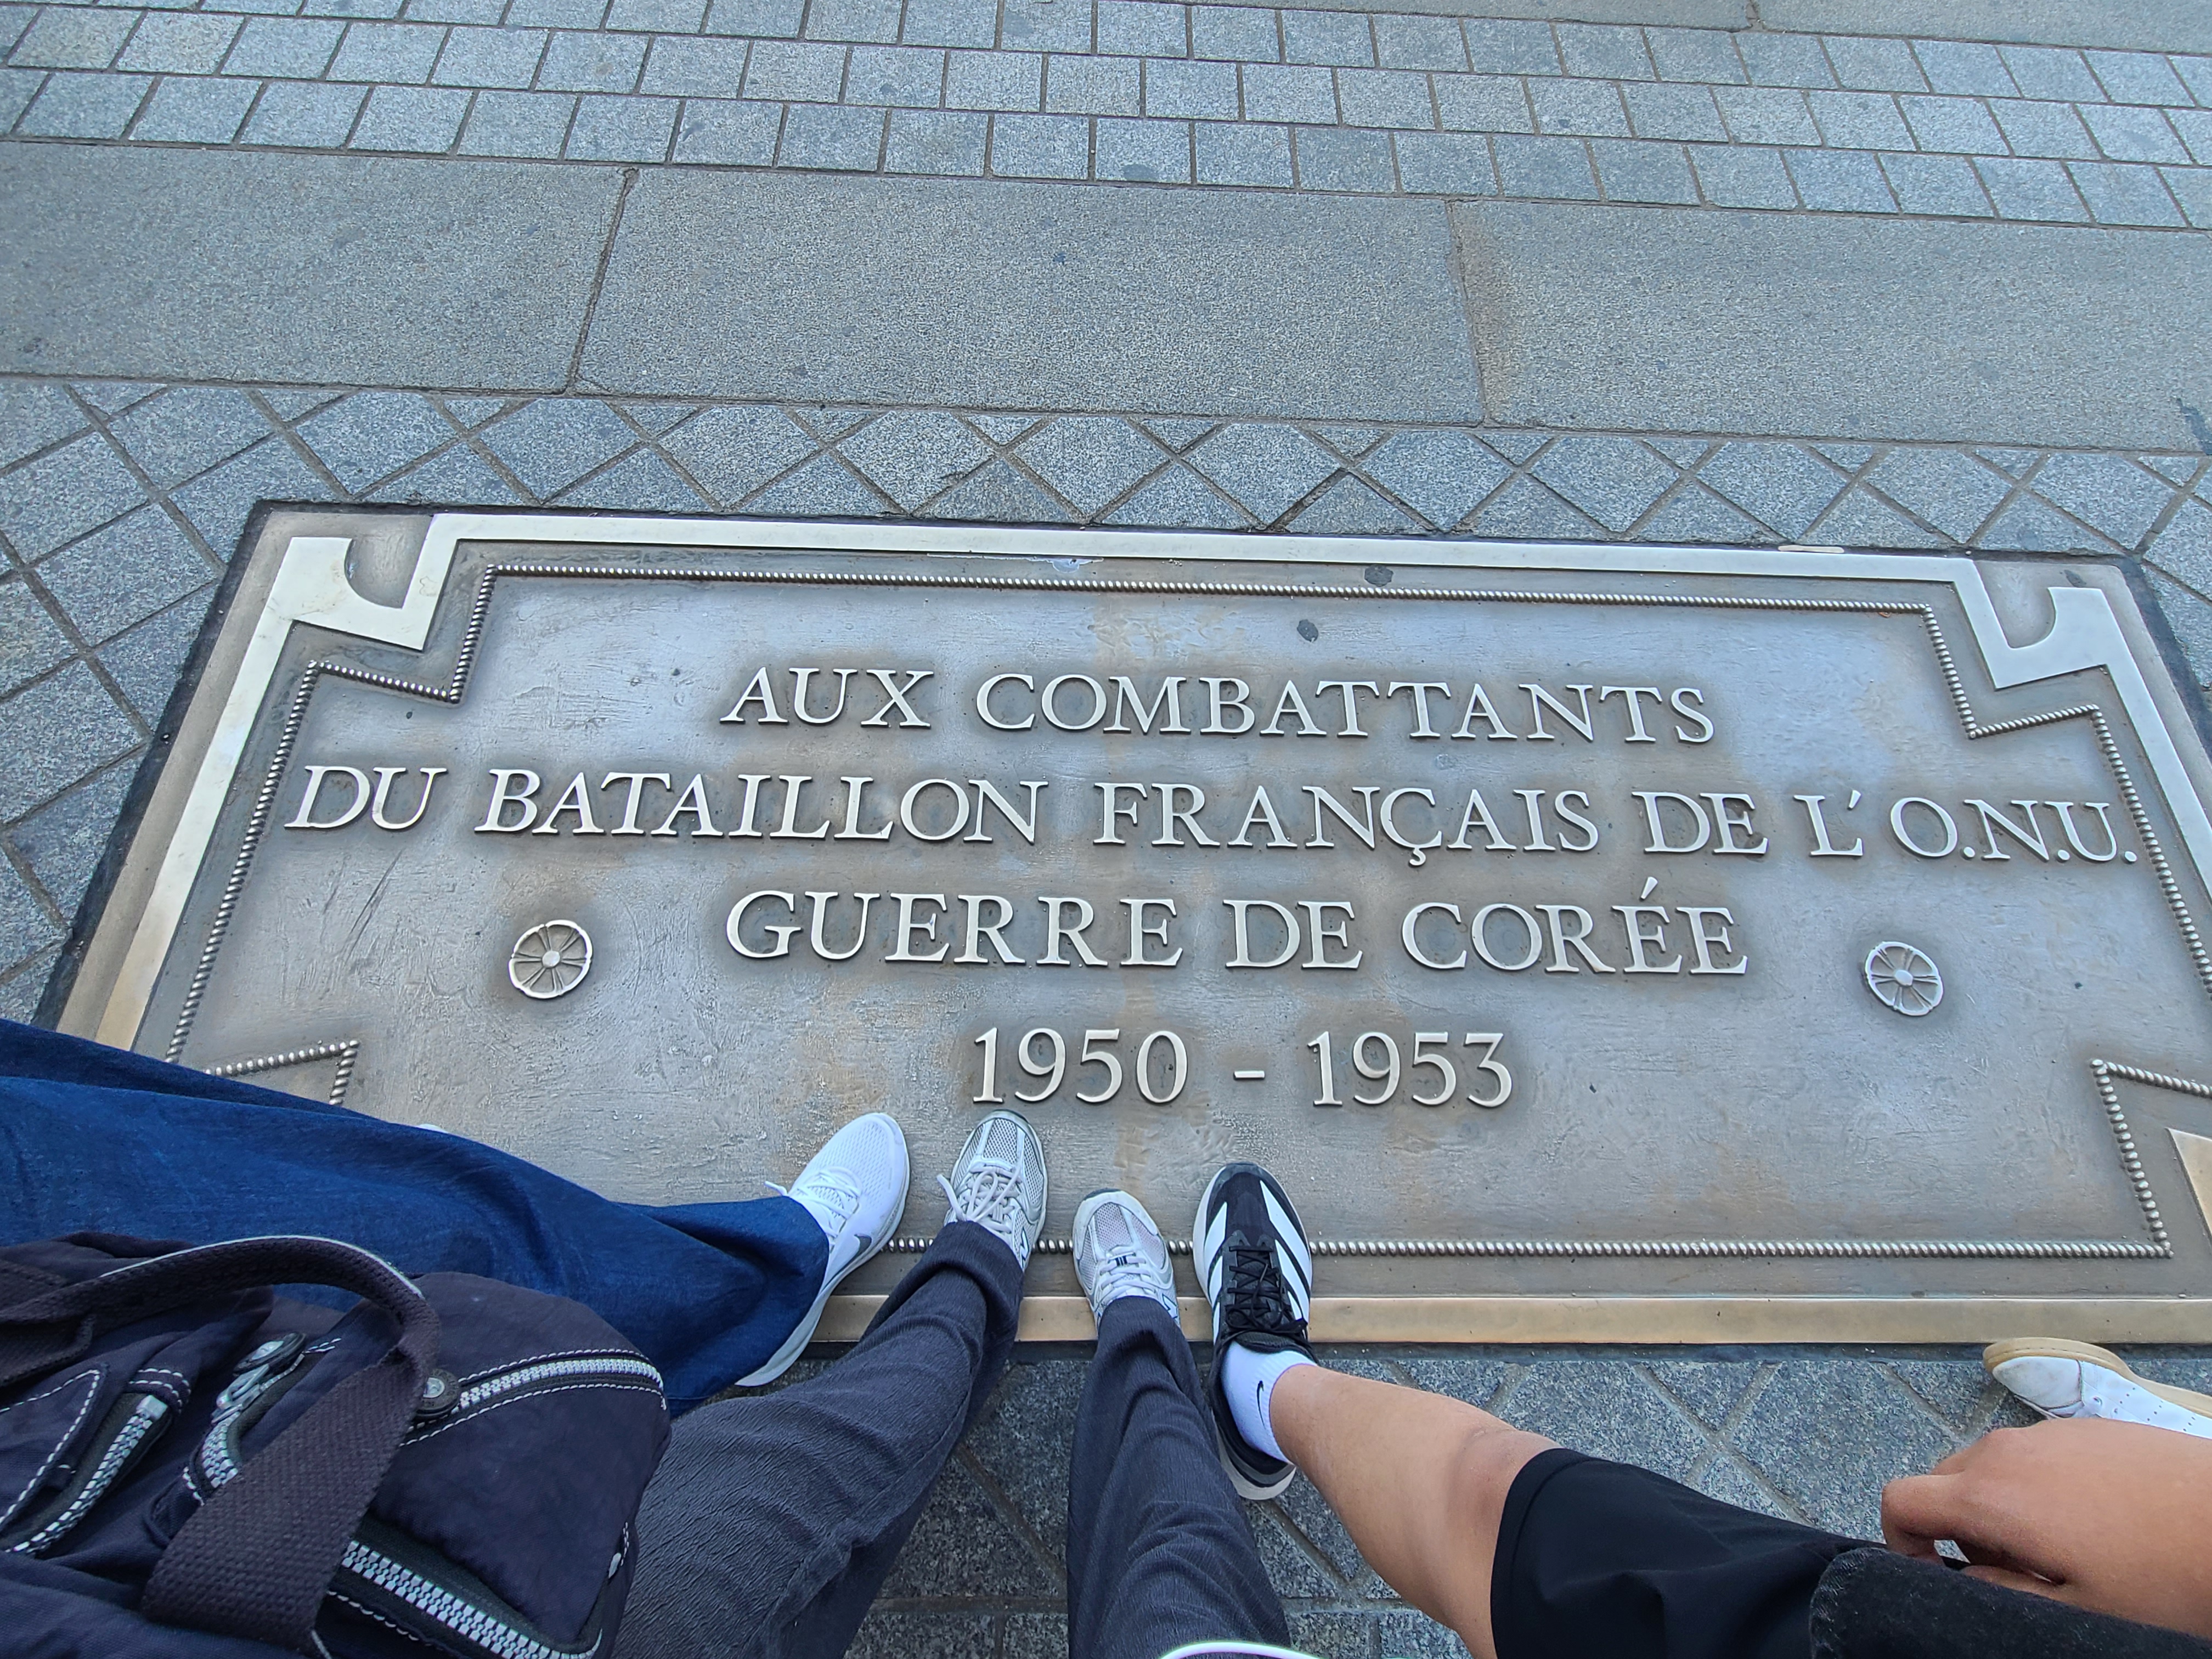 AUX COMBATTANTS
DU BATAILLON FRANÇAIS DE L'O.N.U.
GUERRE DE CORÉE
1950 - 1953